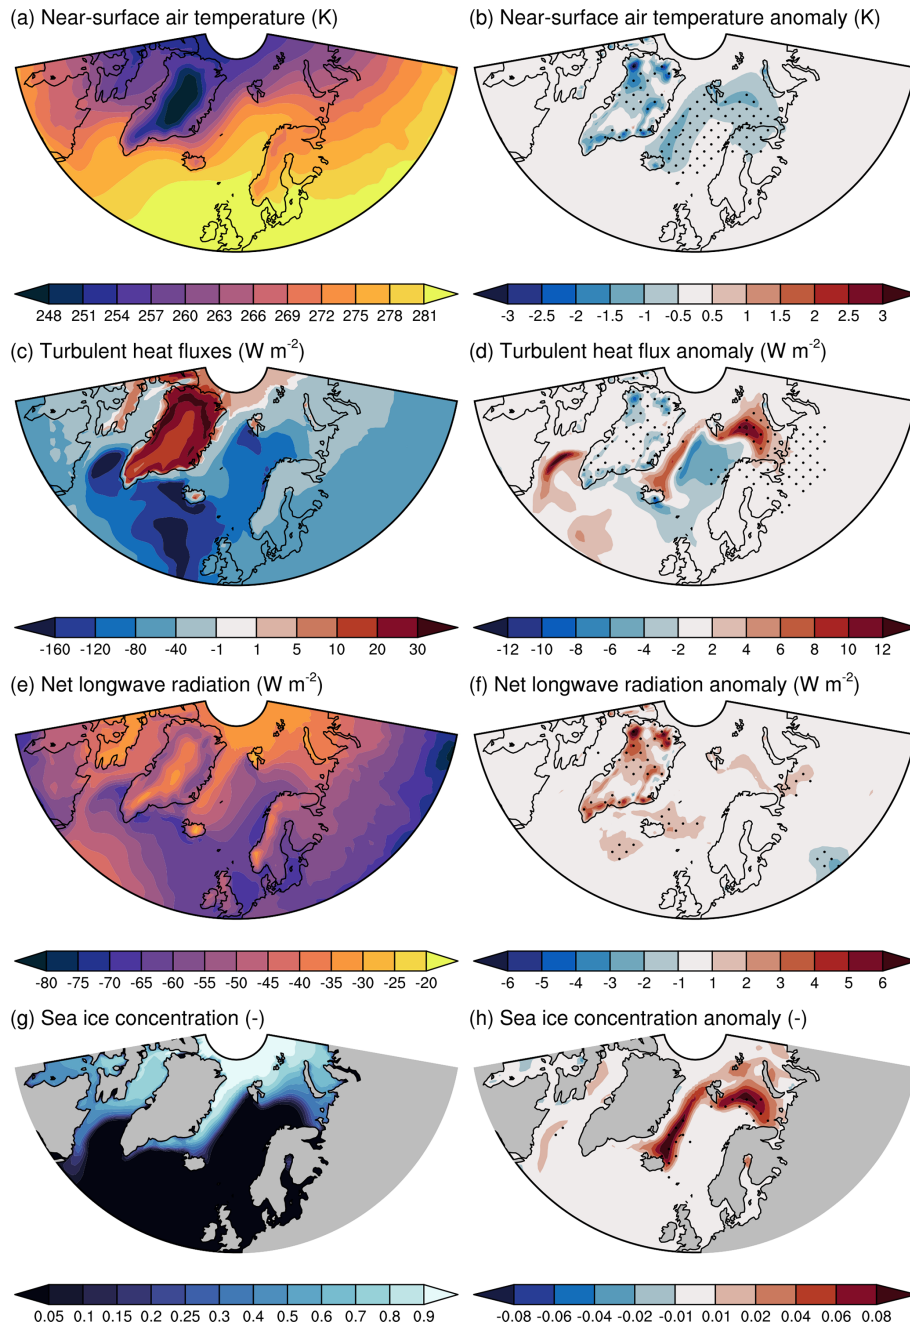 (a) Near-surface air temperature (K)
(b) Near-surface air temperature anomaly (K)
248 251 254 257 260 263 266 269 272 275 278 281
-3 -2.5 -2 -1.5 -1 -0.5 0.5 1 1.5 2 2.5 3
(c) Turbulent heat fluxes (W m-2)
(d) Turbulent heat flux anomaly (W m-2)
-160 -120 -80 -40 -1 1 5 10 20 30
-12 -10 -8 -6 -4 -2 2 4 6 8 10 12
(e) Net longwave radiation (W m-2)
(f) Net longwave radiation anomaly (W m-2)
-80 -75 -70 -65 -60 -55 -50 -45 -40 -35 -30 -25 -20
-6 -5 -4 -3 -2 -1 1 2 3 4 5 6
(g) Sea ice concentration (-)
(h) Sea ice concentration anomaly (-)
0.05 0.1 0.15 0.2 0.25 0.3 0.4 0.5 0.6 0.7 0.8 0.9
-0.08 -0.06 -0.04 -0.02 -0.01 0.01 0.02 0.04 0.06 0.08